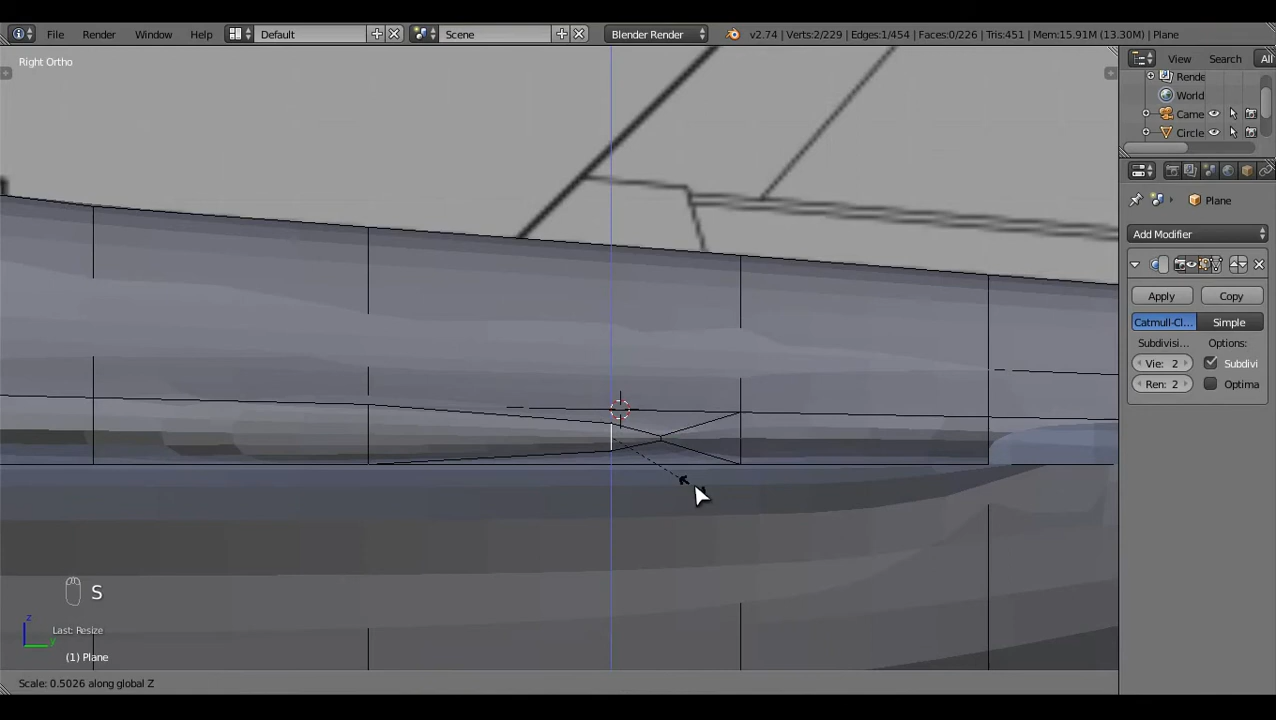 File Render Window Help Default Scene Blender Render v2.74 | Verts:2/229 | Edges:1/454 | Faces:0/226 | Tris:451 | Mem:15.91M (13.30M) | Plane
Right Ortho
View Search All
Rende
World
Came
Circle
Plane
Add Modifier
Apply Copy
Catmull-Cl... Simple
Subdivisi... Options:
Vie: 2 Subdivi
Ren: 2 Optima
S
z
y
Last: Resize
(1) Plane
Scale: 0.5026 along global Z